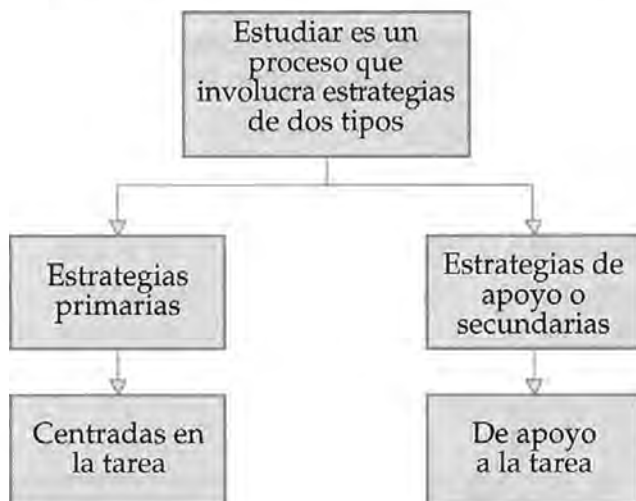 Estudiar es un
proceso que
involucra estrategias
de dos tipos
Estrategias
primarias
Estrategias de
apoyo o
secundarias
Centradas en
la tarea
De apoyo
a la tarea